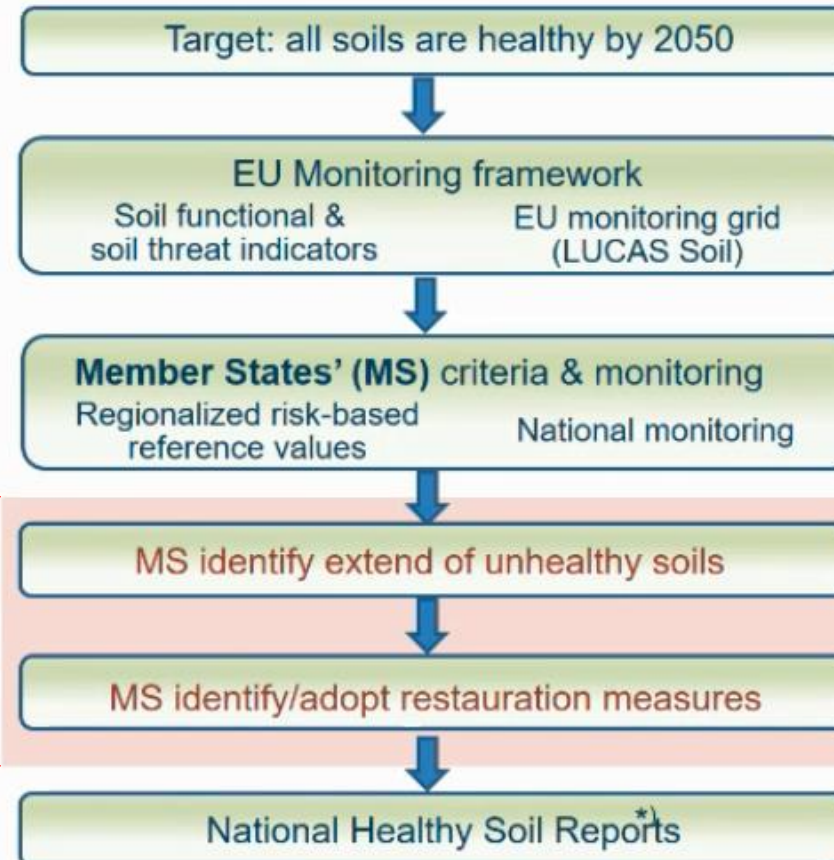 Target: all soils are healthy by 2050
EU Monitoring framework
Soil functional &
soil threat indicators
EU monitoring grid
(LUCAS Soil)
Member States’ (MS) criteria & monitoring
Regionalized risk-based
reference values
National monitoring
MS identify extend of unhealthy soils
MS identify/adopt restauration measures
National Healthy Soil Reports*)